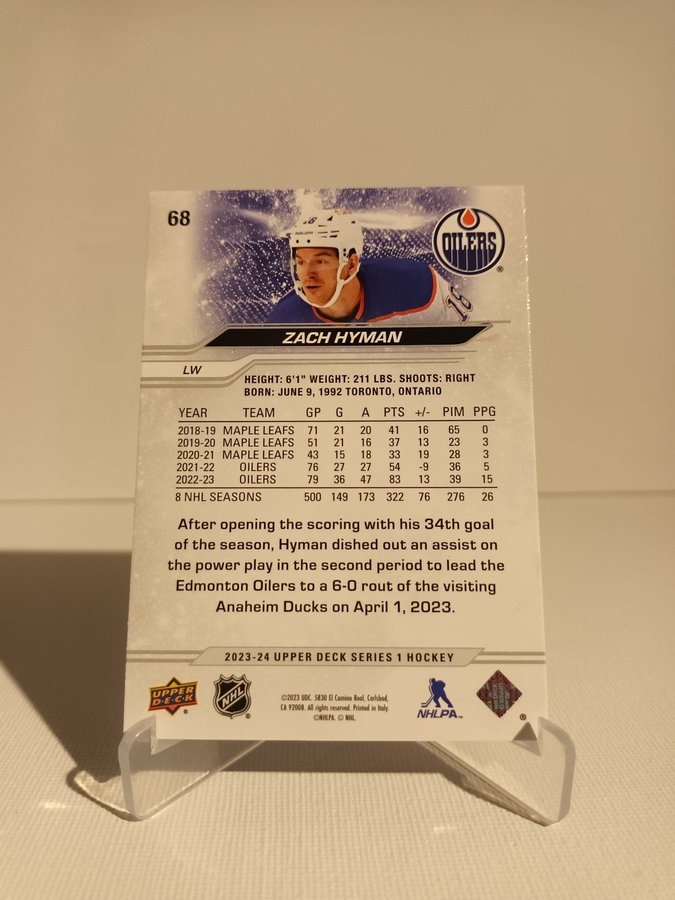 68
18
OILERS
®
18
ZACH HYMAN
LW
HEIGHT: 6'1" WEIGHT: 211 LBS. SHOOTS: RIGHT
BORN: JUNE 9, 1992 TORONTO, ONTARIO
YEAR TEAM GP G A PTS +/- PIM PPG
2018-19 MAPLE LEAFS 71 21 20 41 16 65 0
2019-20 MAPLE LEAFS 51 21 16 37 13 23 3
2020-21 MAPLE LEAFS 43 15 18 33 19 28 3
2021-22 OILERS 76 27 27 54 -9 36 5
2022-23 OILERS 79 36 47 83 13 39 15
8 NHL SEASONS 500 149 173 322 76 276 26
After opening the scoring with his 34th goal
of the season, Hyman dished out an assist on
the power play in the second period to lead the
Edmonton Oilers to a 6-0 rout of the visiting
Anaheim Ducks on April 1, 2023.
2023-24 UPPER DECK SERIES 1 HOCKEY
UPPER
DECK
®
NHL
®
©2023 UDC. 5830 El Camino Real, Carlsbad,
CA 92008. All rights reserved. Printed in Italy.
©NHLPA. © NHL.
NHLPA™
®